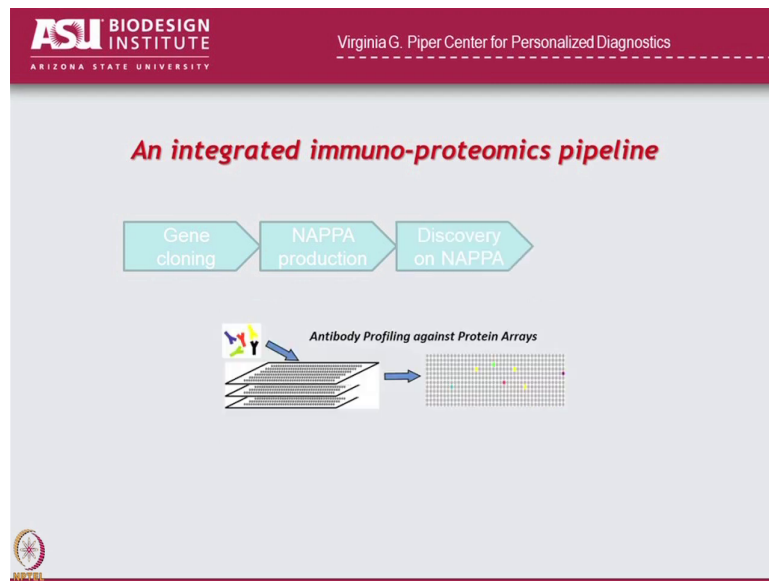 ASU BIODESIGN
INSTITUTE
ARIZONA STATE UNIVERSITY
Virginia G. Piper Center for Personalized Diagnostics
An integrated immuno-proteomics pipeline
Gene
cloning
NAPPA
production
Discovery
on NAPPA
Antibody Profiling against Protein Arrays
NPTEL